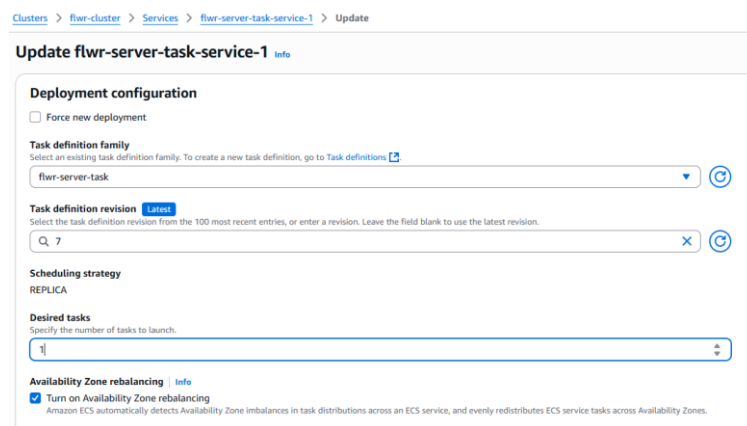 Clusters > flwr-cluster > Services > flwr-server-task-service-1 > Update
Update flwr-server-task-service-1 Info
Deployment configuration
Force new deployment
Task definition family
Select an existing task definition family. To create a new task definition, go to Task definitions.
flwr-server-task
Task definition revision Latest
Select the task definition revision from the 100 most recent entries, or enter a revision. Leave the field blank to use the latest revision.
7
Scheduling strategy
REPLICA
Desired tasks
Specify the number of tasks to launch.
1
Availability Zone rebalancing | Info
Turn on Availability Zone rebalancing
Amazon ECS automatically detects Availability Zone imbalances in task distributions across an ECS service, and evenly redistributes ECS service tasks across Availability Zones.